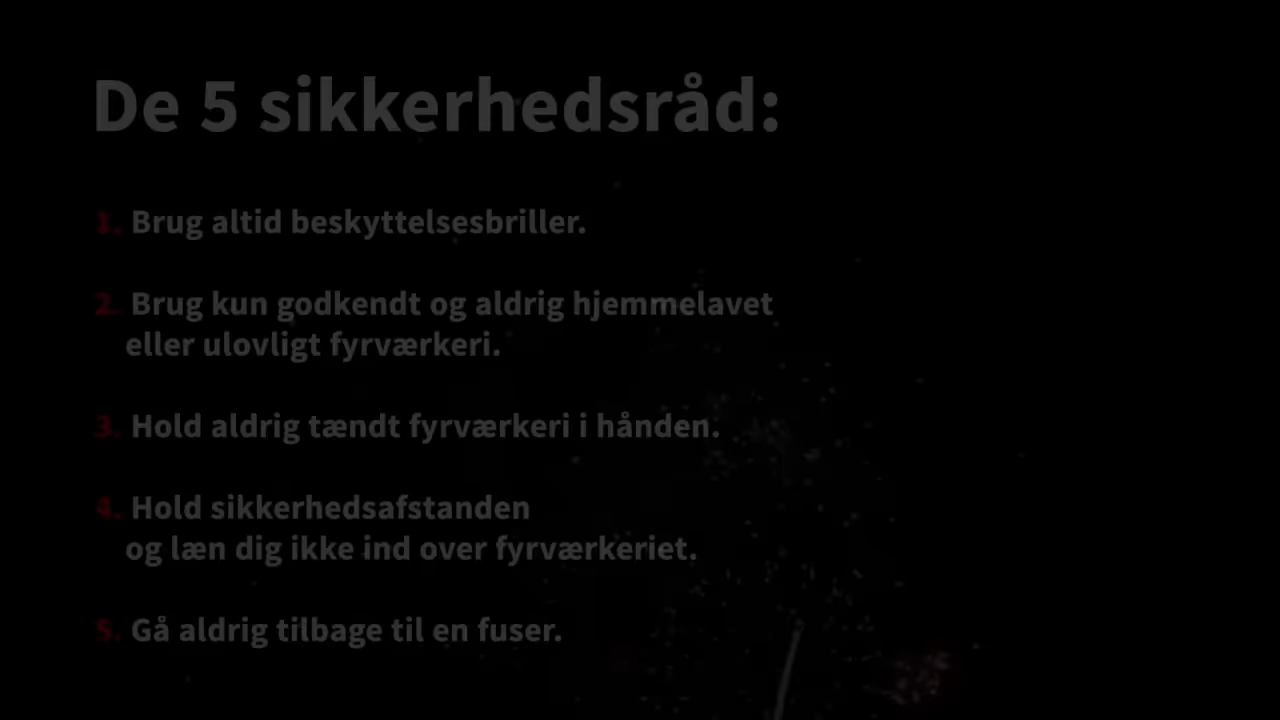 De 5 sikkerhedsråd:
1. Brug altid beskyttelsesbriller.
2. Brug kun godkendt og aldrig hjemmelavet
eller ulovligt fyrværkeri.
3. Hold aldrig tændt fyrværkeri i hånden.
4. Hold sikkerhedsafstanden
og læn dig ikke ind over fyrværkeriet.
5. Gå aldrig tilbage til en fuser.